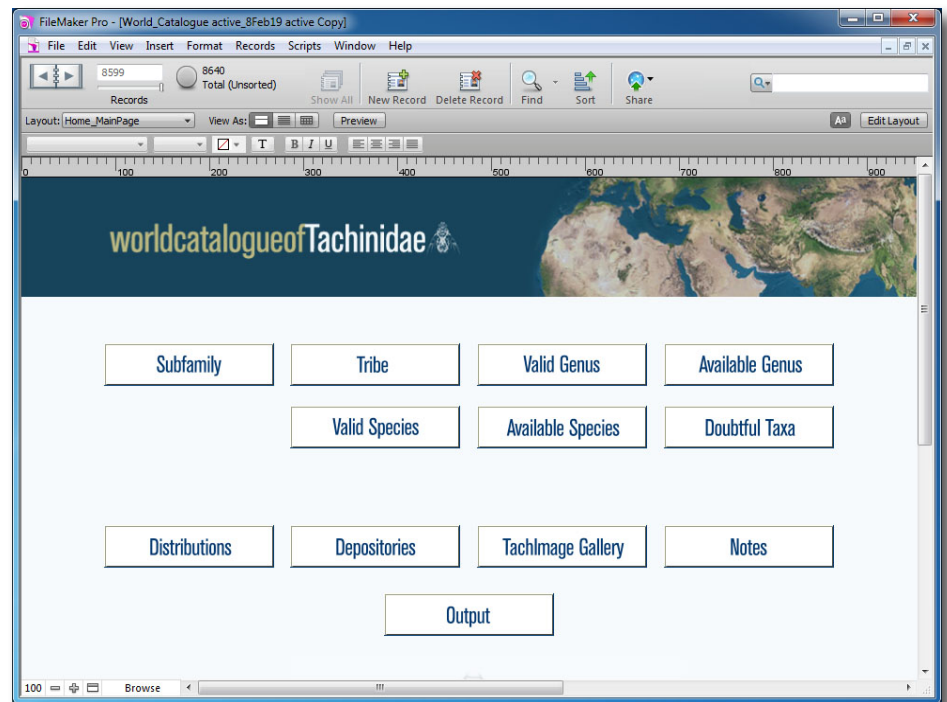 FileMaker Pro - [World_Catalogue active_8Feb19 active Copy]
File Edit View Insert Format Records Scripts Window Help
8599 8640
Total (Unsorted)
Records Show All New Record Delete Record Find Sort Share
Layout: Home_MainPage View As: Preview Aa Edit Layout
T B I U
0 100 200 300 400 500 600 700 800 900
worldcatalogueofTachinidae
Subfamily Tribe Valid Genus Available Genus
Valid Species Available Species Doubtful Taxa
Distributions Depositories TachImage Gallery Notes
Output
100 Browse